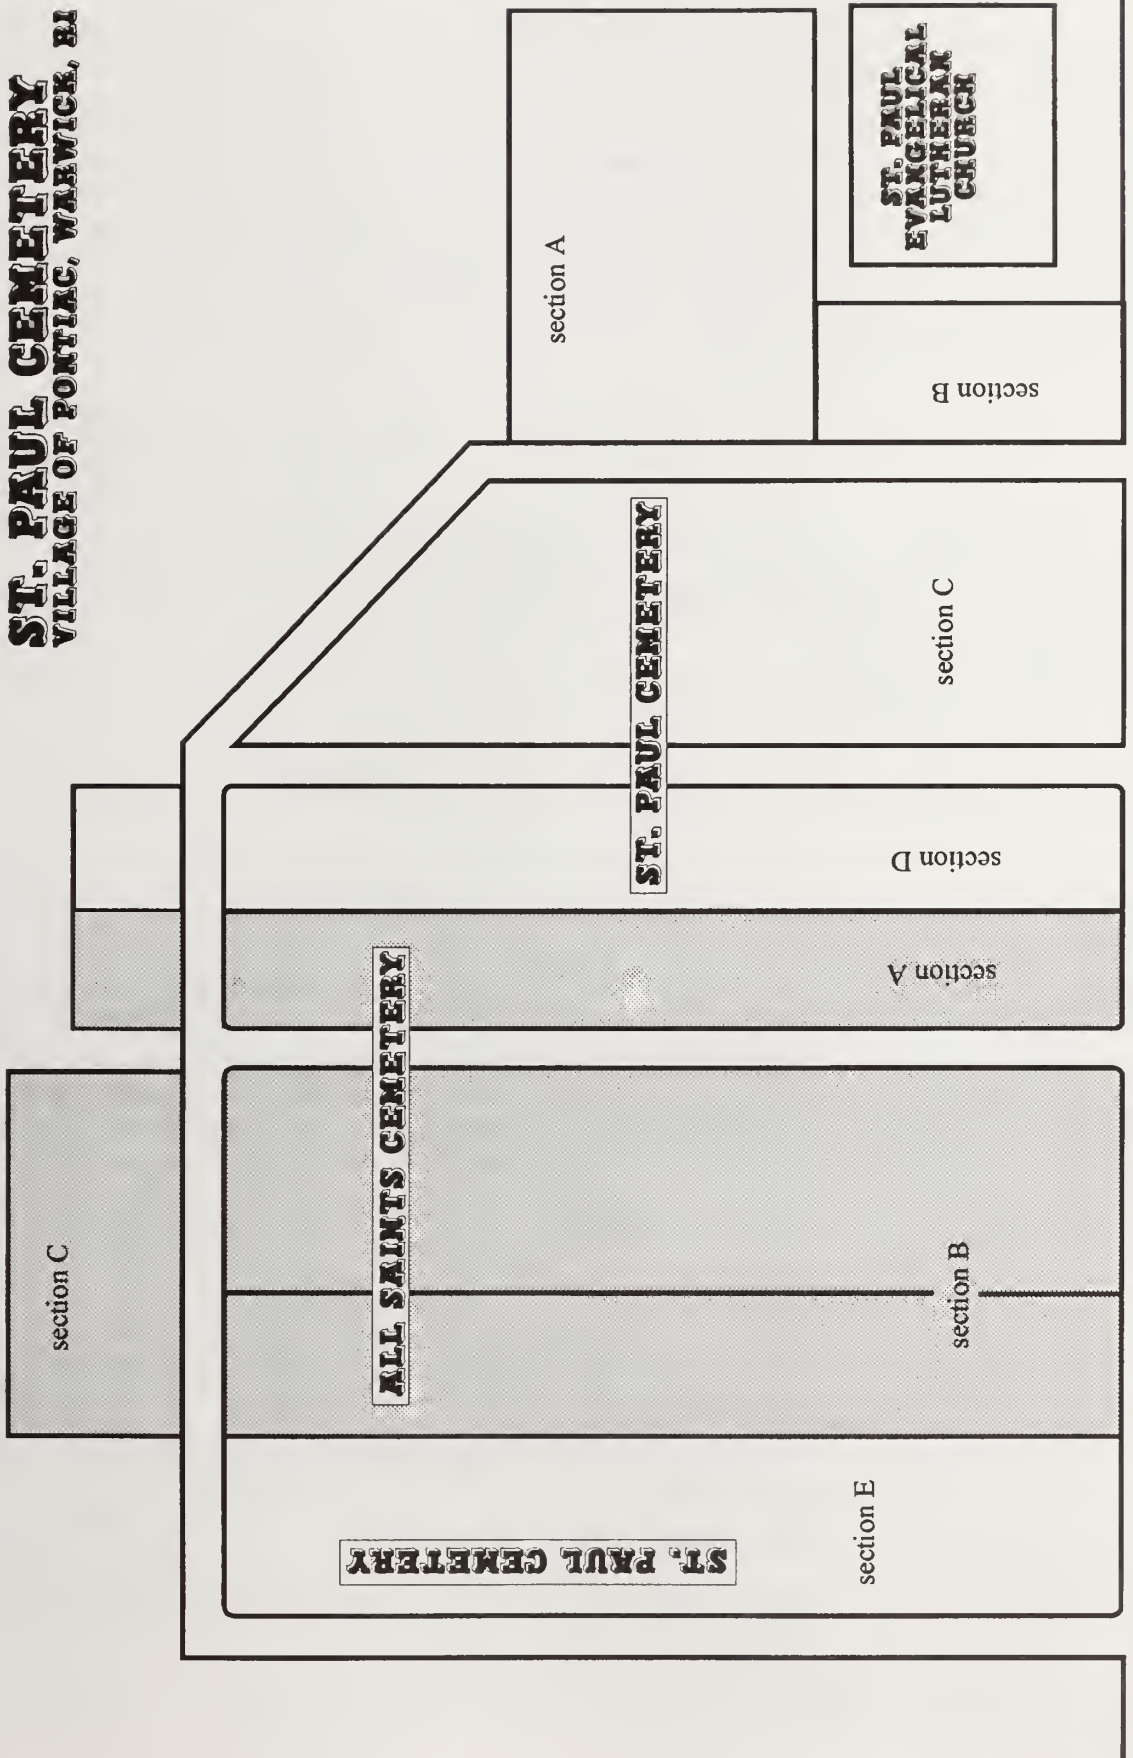 ST. PAUL CEMETERY
VILLAGE OF PONTIAC, WARWICK, RI
section C
ALL SAINTS CEMETERY
section B
section A
ST. PAUL CEMETERY
section E
section D
ST. PAUL CEMETERY
section C
section A
section B
ST. PAUL
EVANGELICAL
LUTHERAN
CHURCH